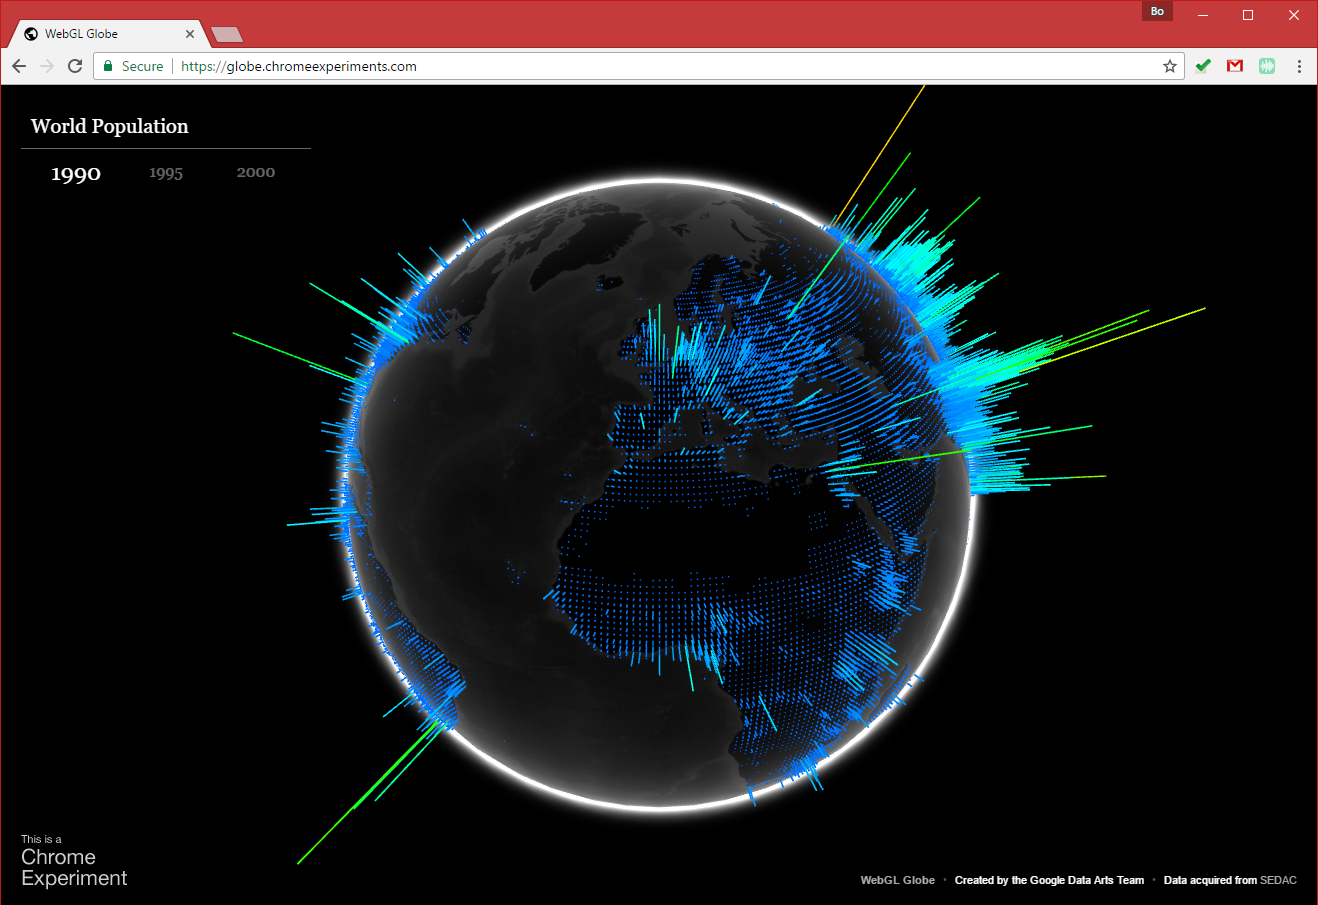 Bo
WebGL Globe
Secure https://globe.chromeexperiments.com
World Population
1990 1995 2000
This is a
Chrome
Experiment
WebGL Globe • Created by the Google Data Arts Team • Data acquired from SEDAC